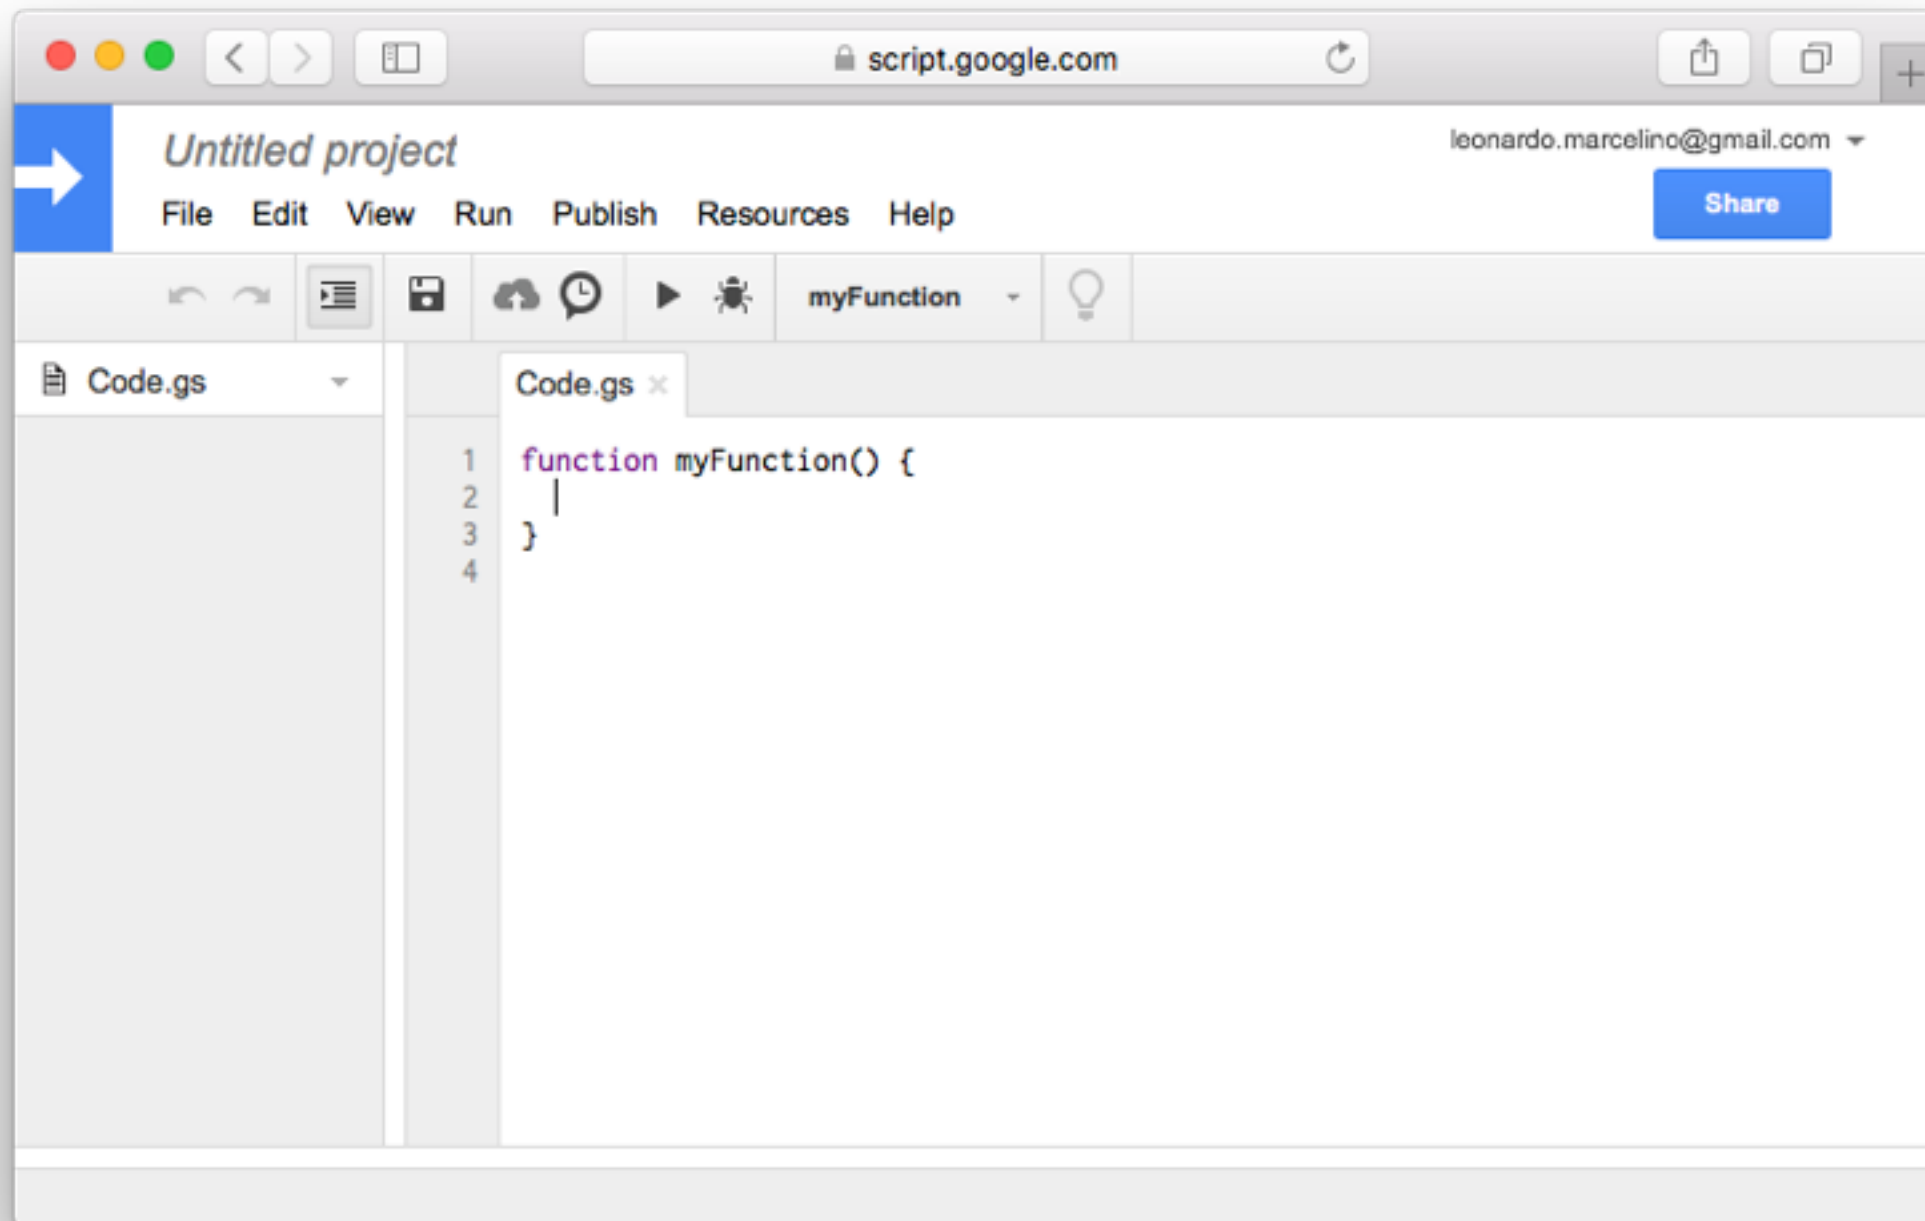 script.google.com
Untitled project
leonardo.marcelino@gmail.com
File Edit View Run Publish Resources Help
Share
myFunction
Code.gs
Code.gs
1 function myFunction() {
2
3 }
4